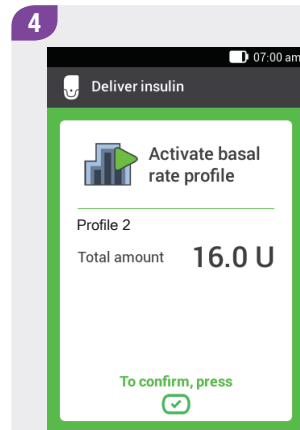 4
07:00 am
Deliver insulin
Activate basal
rate profile
Profile 2
Total amount 16.0 U
To confirm, press